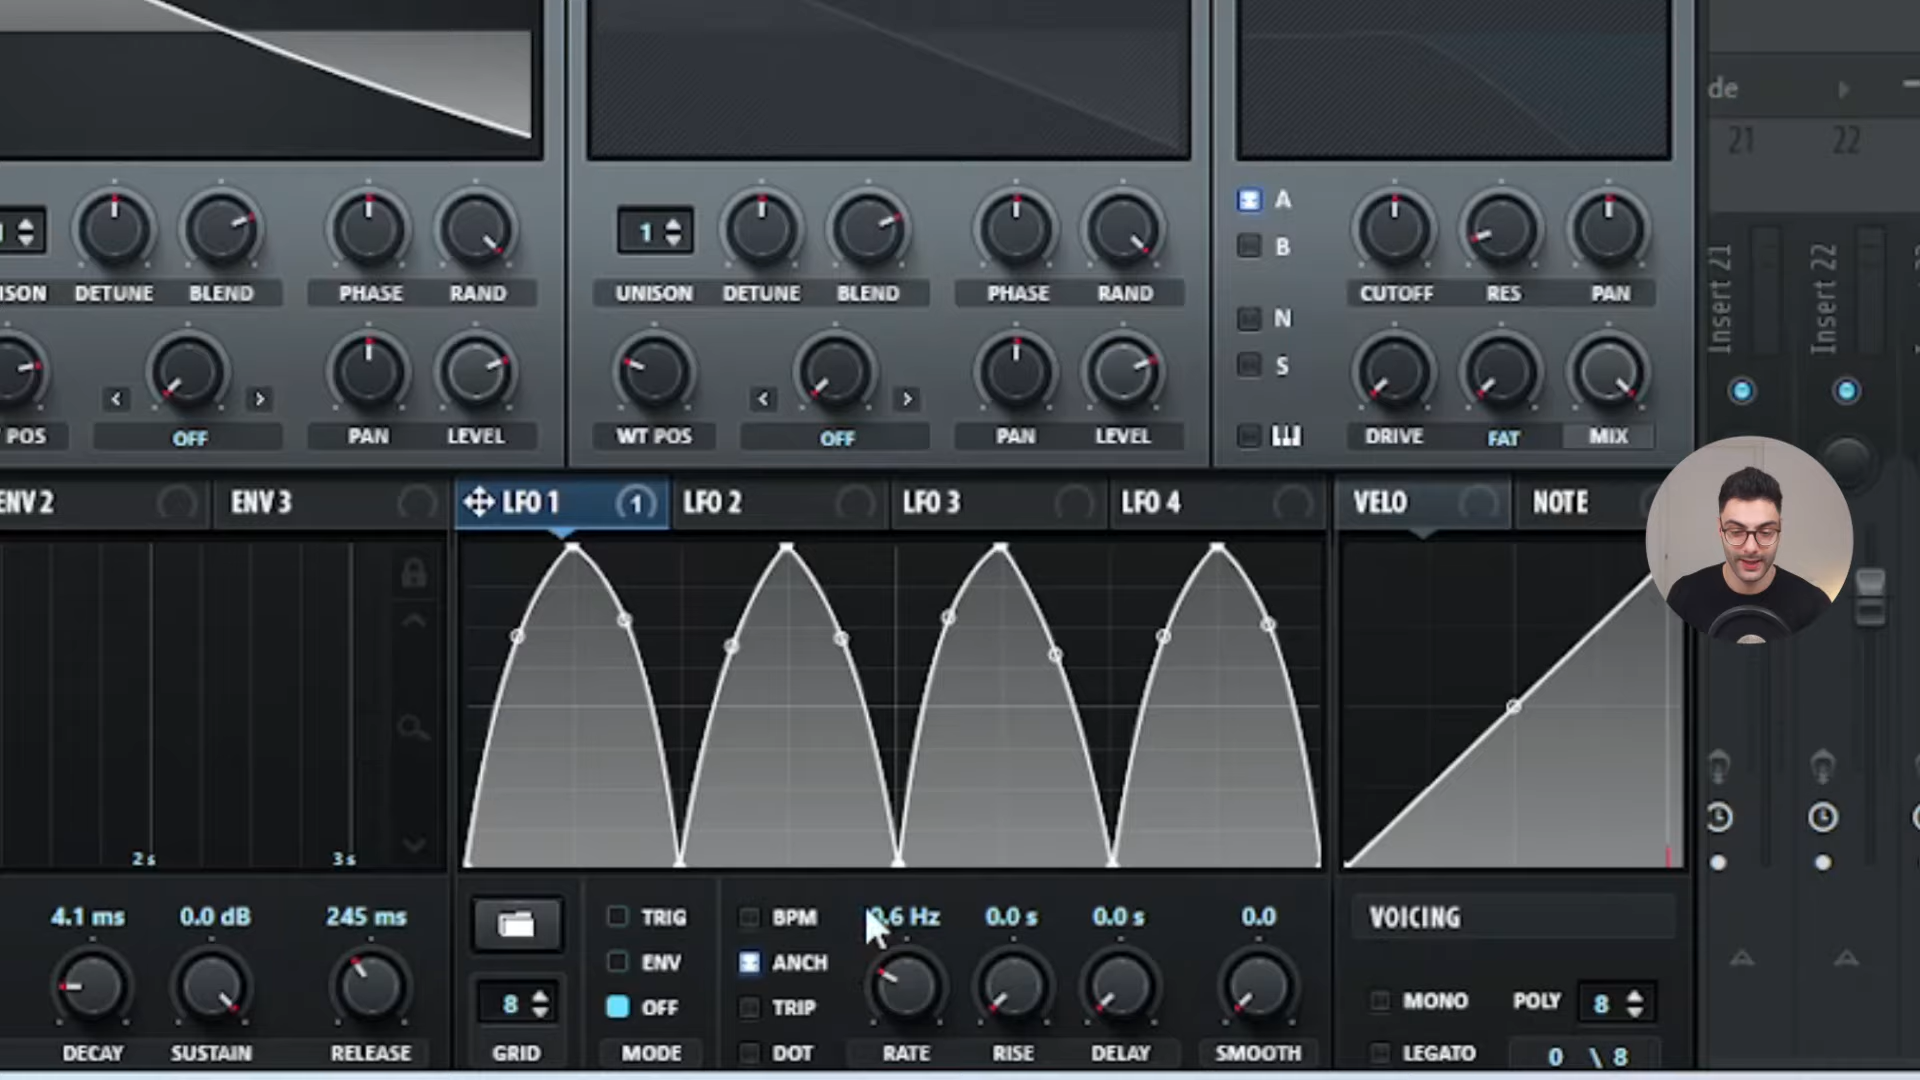 de
21 22
A
B
UNISON DETUNE BLEND PHASE RAND
DETUNE BLEND PHASE RAND
CUTOFF RES PAN
1
N
S
Insert 21
Insert 22
POS OFF PAN LEVEL
WT POS OFF PAN LEVEL
DRIVE FAT MIX
ENV 2 ENV 3 LFO 1 1 LFO 2 LFO 3 LFO 4 VELO NOTE
2 s 3 s
4.1 ms 0.0 dB 245 ms
TRIG BPM .6 Hz 0.0 s 0.0 s 0.0
VOICING
ENV ANCH
8 OFF TRIP
MONO POLY 8
DECAY SUSTAIN RELEASE
GRID MODE DOT RATE RISE DELAY SMOOTH
LEGATO 0 \ 8